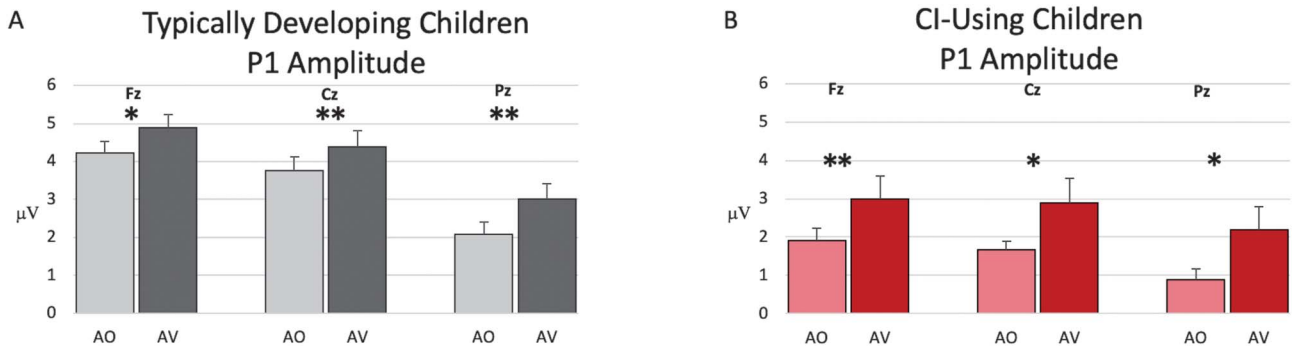 A
Typically Developing Children
P1 Amplitude
6
5
4
3
μV
2
1
0
Fz
*
Cz
**
Pz
**
AO AV AO AV AO AV
B
CI-Using Children
P1 Amplitude
6
5
4
3
μV
2
1
0
Fz
**
Cz
*
Pz
*
AO AV AO AV AO AV